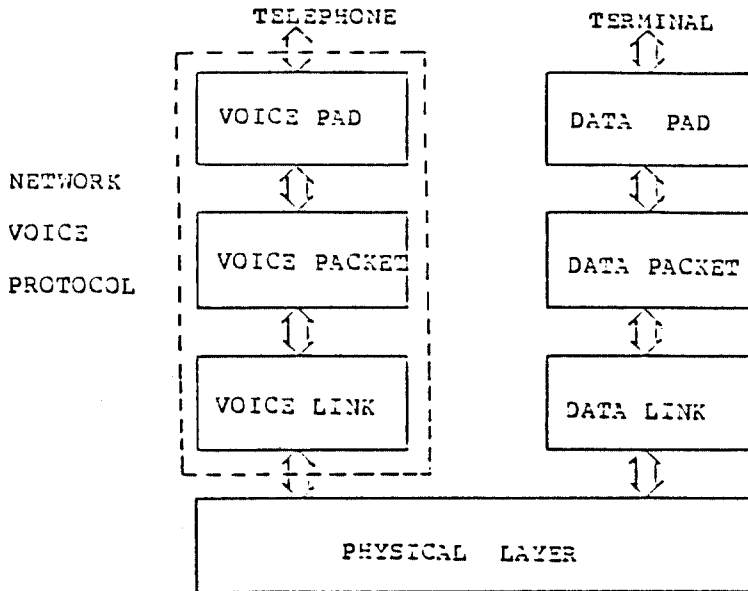 TELEPHONE
TERMINAL
VOICE PAD
DATA PAD
NETWORK
VOICE
PROTOCOL
VOICE PACKET
DATA PACKET
VOICE LINK
DATA LINK
PHYSICAL LAYER